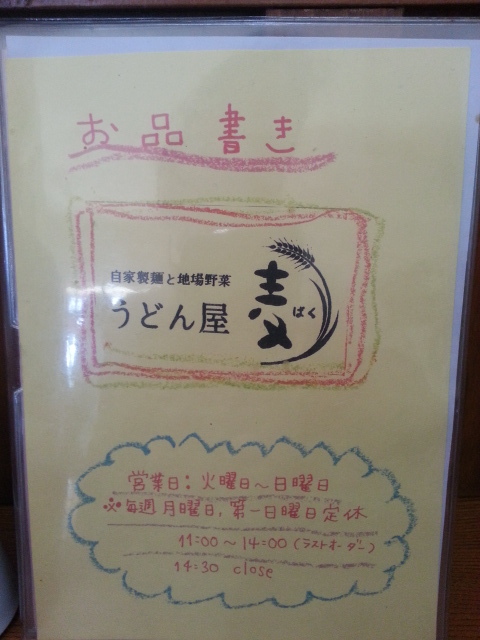 お品書き
自家製麺と地場野菜
うどん屋 麦
ばく
営業日：火曜日～日曜日
※毎週月曜日,第一日曜日定休
11:00～14:00(ラストオーダー)
14:30 close